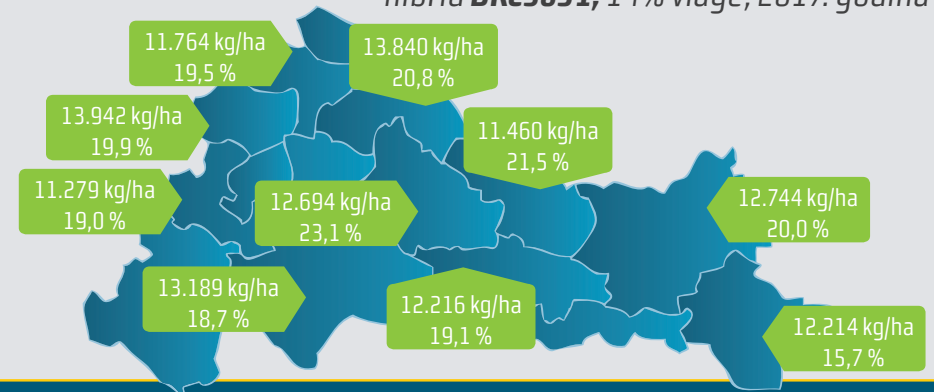 hibrid DKC5031, 14% vlage, 2017. godina
11.764 kg/ha
19,5 %
13.840 kg/ha
20,8 %
13.942 kg/ha
19,9 %
11.460 kg/ha
21,5 %
11.279 kg/ha
19,0 %
12.694 kg/ha
23,1 %
12.744 kg/ha
20,0 %
13.189 kg/ha
18,7 %
12.216 kg/ha
19,1 %
12.214 kg/ha
15,7 %